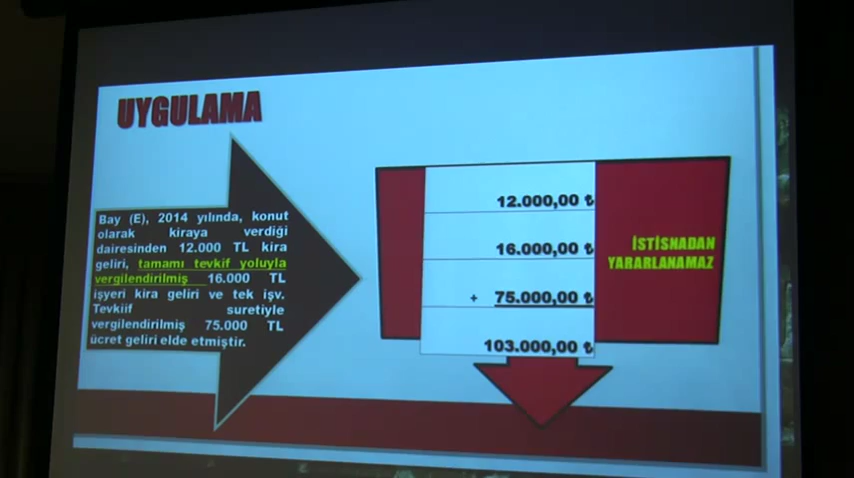 UYGULAMA
Bay (E), 2014 yılında, konut
olarak kiraya verdiği
dairesinden 12.000 TL kira
geliri, tamamı tevkif yoluyla
vergilendirilmiş 16.000 TL
işyeri kira geliri ve tek işv.
Tevkiif suretiyle
vergilendirilmiş 75.000 TL
ücret geliri elde etmiştir.
12.000,00 ₺
16.000,00 ₺
+ 75.000,00 ₺
103.000,00 ₺
İSTİSNADAN
YARARLANAMAZ